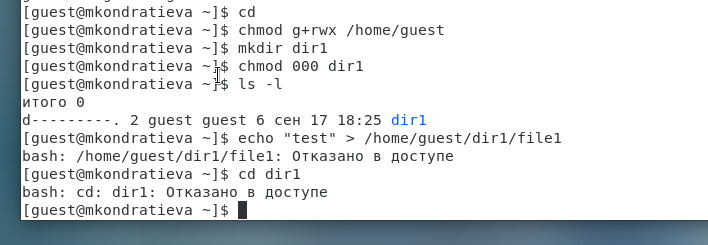 [guest@mkondratieva ~]$ cd
[guest@mkondratieva ~]$ chmod g+rwx /home/guest
[guest@mkondratieva ~]$ mkdir dir1
[guest@mkondratieva ~]$ chmod 000 dir1
[guest@mkondratieva ~]$ ls -l
итого 0
d---------. 2 guest guest 6 сен 17 18:25 dir1
[guest@mkondratieva ~]$ echo "test" > /home/guest/dir1/file1
bash: /home/guest/dir1/file1: Отказано в доступе
[guest@mkondratieva ~]$ cd dir1
bash: cd: dir1: Отказано в доступе
[guest@mkondratieva ~]$